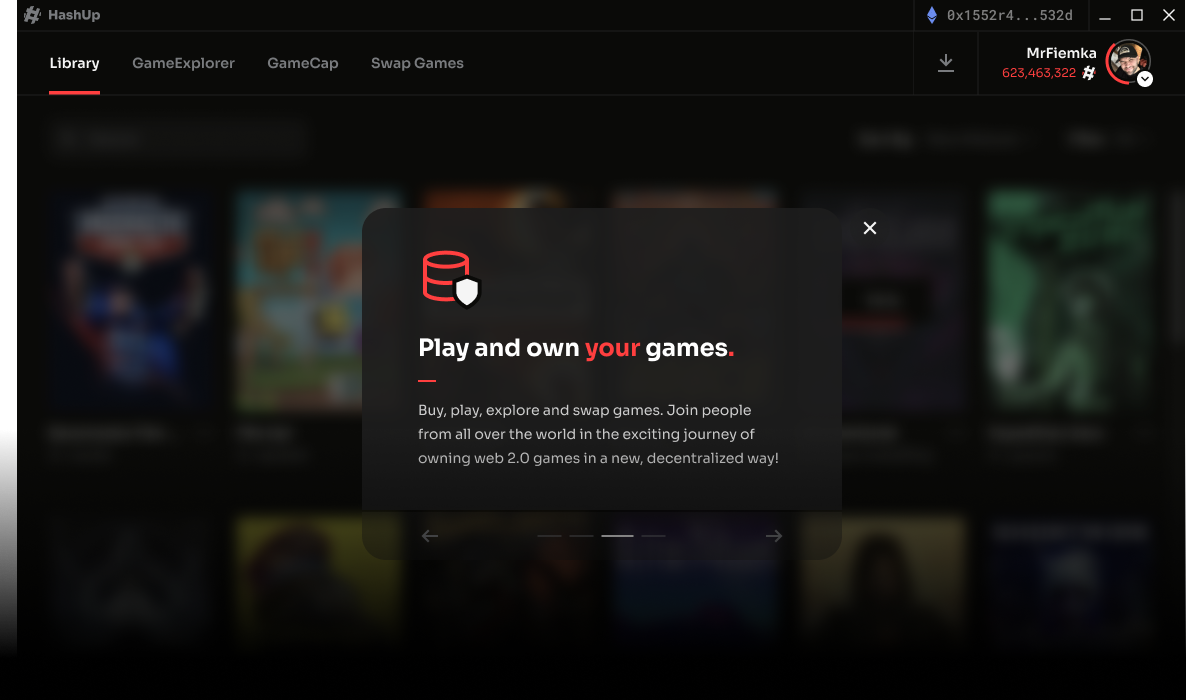 HashUp
0x1552r4...532d
Library
GameExplorer
GameCap
Swap Games
MrFiemka
623,463,322
Play and own your games.
Buy, play, explore and swap games. Join people
from all over the world in the exciting journey of
owning web 2.0 games in a new, decentralized way!